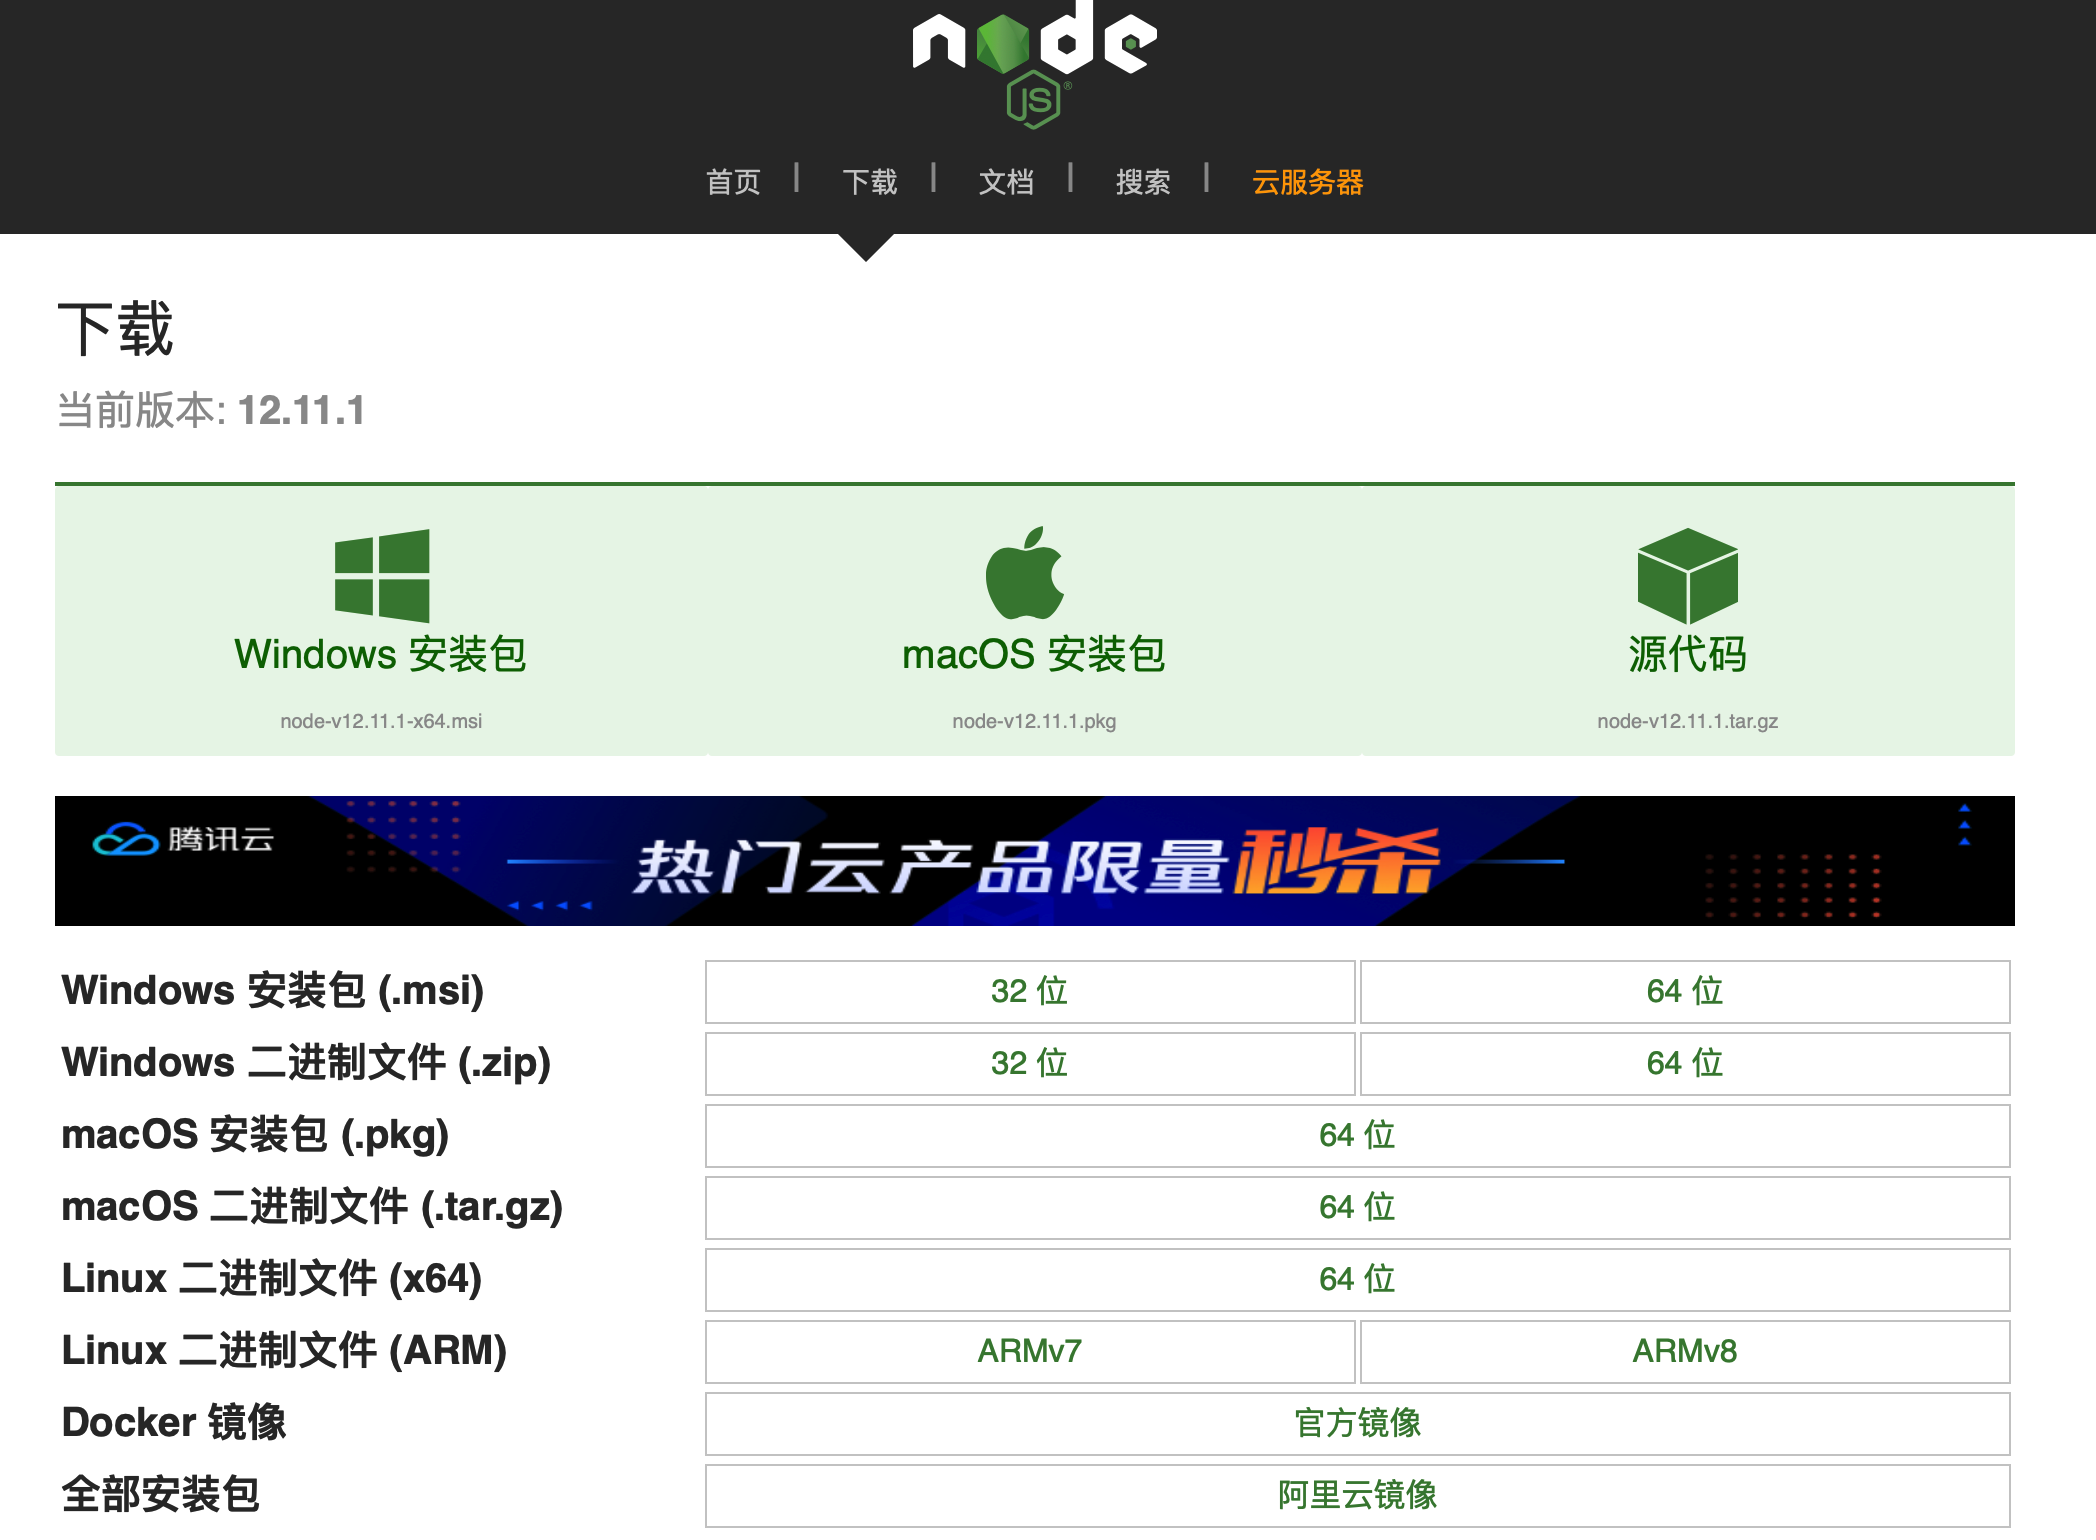 node
JS®
首页 | 下载 | 文档 | 搜索 | 云服务器
下载
当前版本: 12.11.1
Windows 安装包
node-v12.11.1-x64.msi
macOS 安装包
node-v12.11.1.pkg
源代码
node-v12.11.1.tar.gz
腾讯云
热门云产品限量秒杀
Windows 安装包 (.msi) 32 位 64 位
Windows 二进制文件 (.zip) 32 位 64 位
macOS 安装包 (.pkg) 64 位
macOS 二进制文件 (.tar.gz) 64 位
Linux 二进制文件 (x64) 64 位
Linux 二进制文件 (ARM) ARMv7 ARMv8
Docker 镜像 官方镜像
全部安装包 阿里云镜像